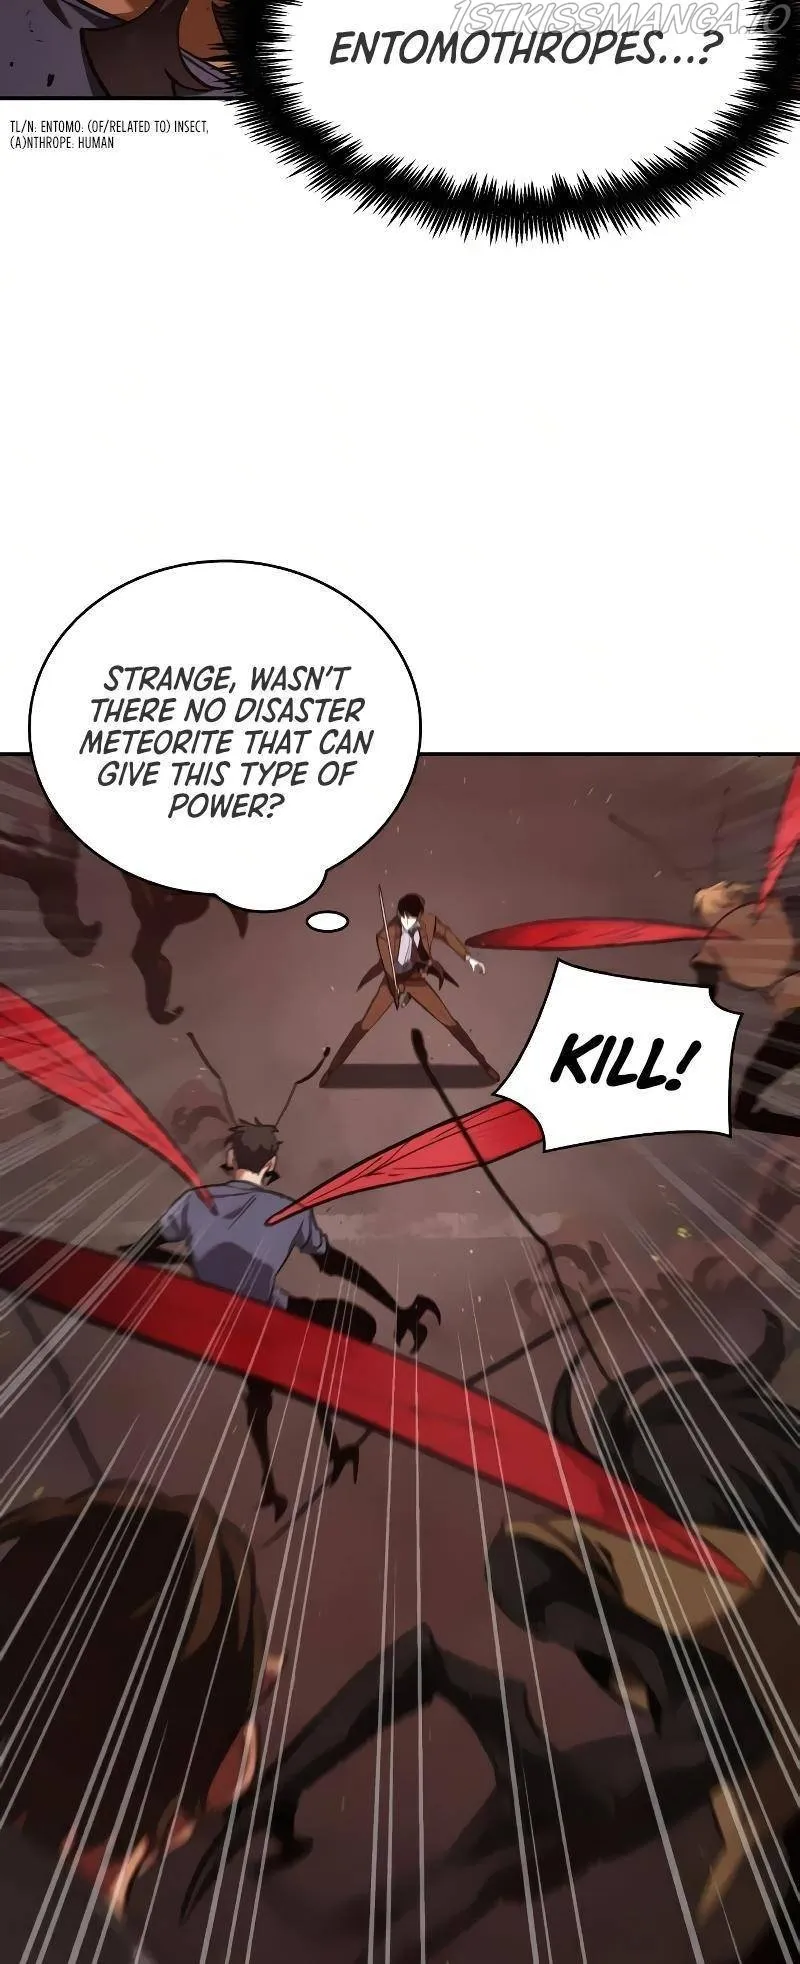 1STKISSMANGA.IO
ENTOMOTHROPES...?
TL/N: ENTOMO: (OF/RELATED TO) INSECT,
(A)NTHROPE: HUMAN
STRANGE, WASN'T
THERE NO DISASTER
METEORITE THAT CAN
GIVE THIS TYPE OF
POWER?
KILL!